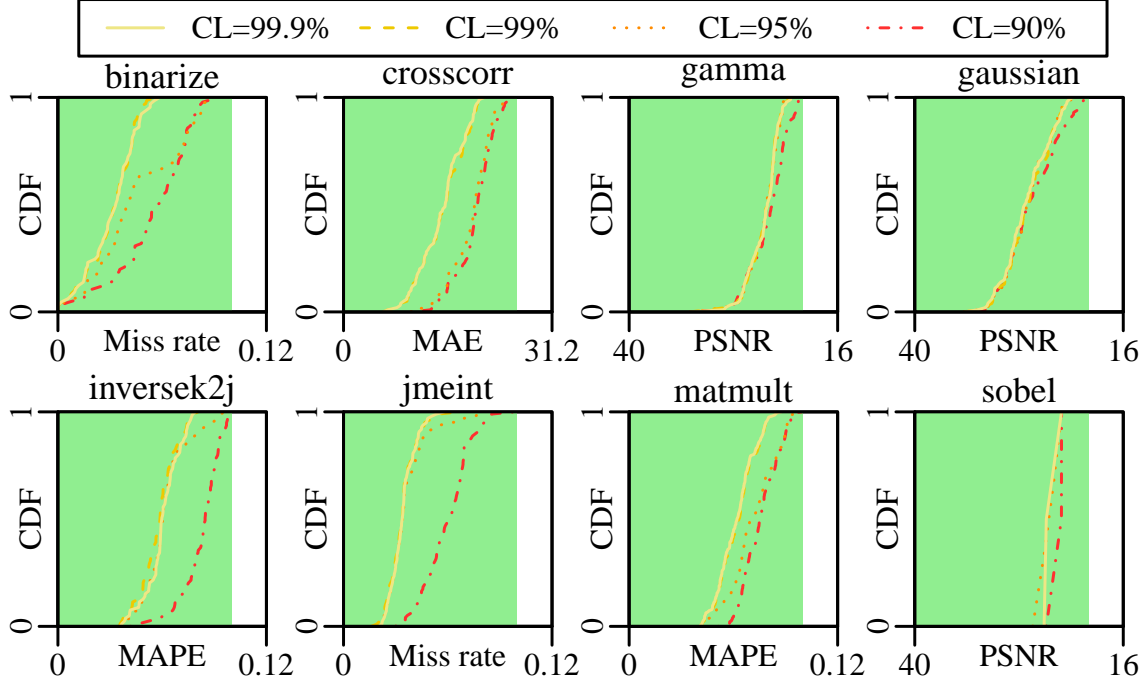 CL=99.9% CL=99% CL=95% CL=90%
binarize crosscorr gamma gaussian
1 1 1 1
CDF CDF CDF CDF
0 0 0 0
Miss rate MAE PSNR PSNR
0 0.12 0 31.2 40 16 40 16
inversek2j jmeint matmult sobel
1 1 1 1
CDF CDF CDF CDF
0 0 0 0
MAPE Miss rate MAPE PSNR
0 0.12 0 0.12 0 0.12 40 16